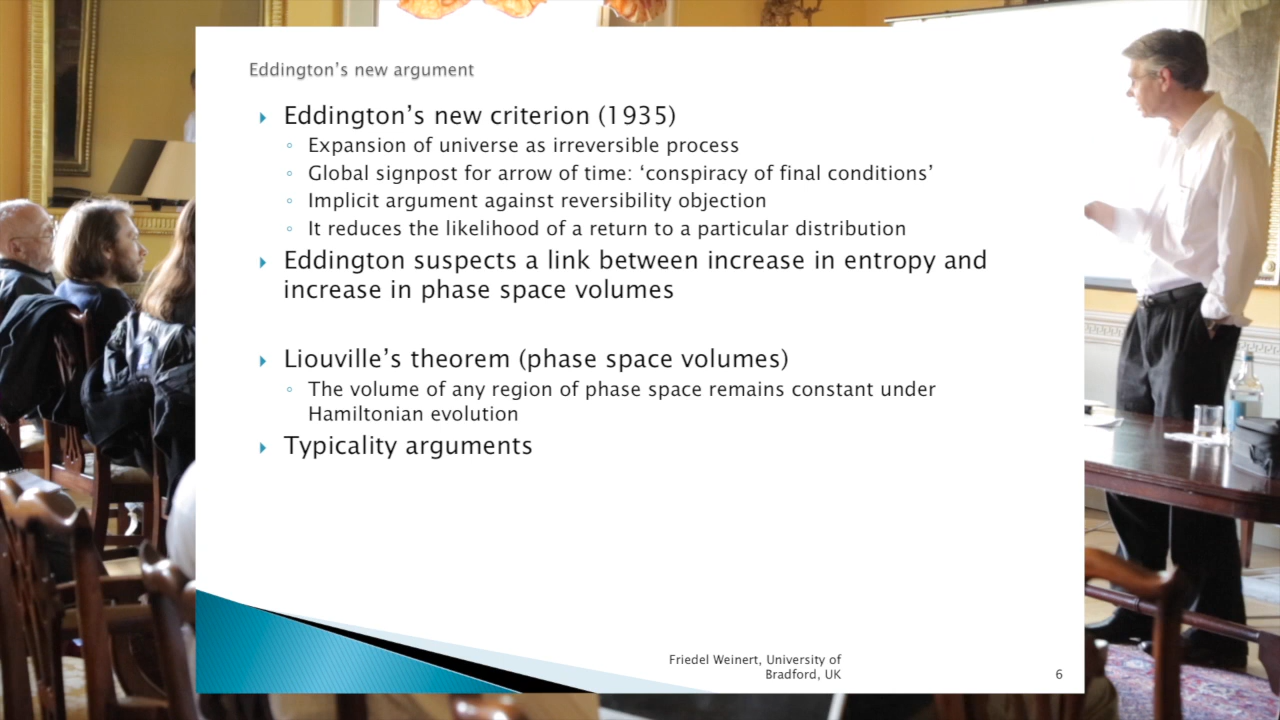 Eddington's new argument
Eddington's new criterion (1935)
Expansion of universe as irreversible process
Global signpost for arrow of time: ‘conspiracy of final conditions’
Implicit argument against reversibility objection
It reduces the likelihood of a return to a particular distribution
Eddington suspects a link between increase in entropy and
increase in phase space volumes
Liouville's theorem (phase space volumes)
The volume of any region of phase space remains constant under
Hamiltonian evolution
Typicality arguments
Friedel Weinert, University of
Bradford, UK
6